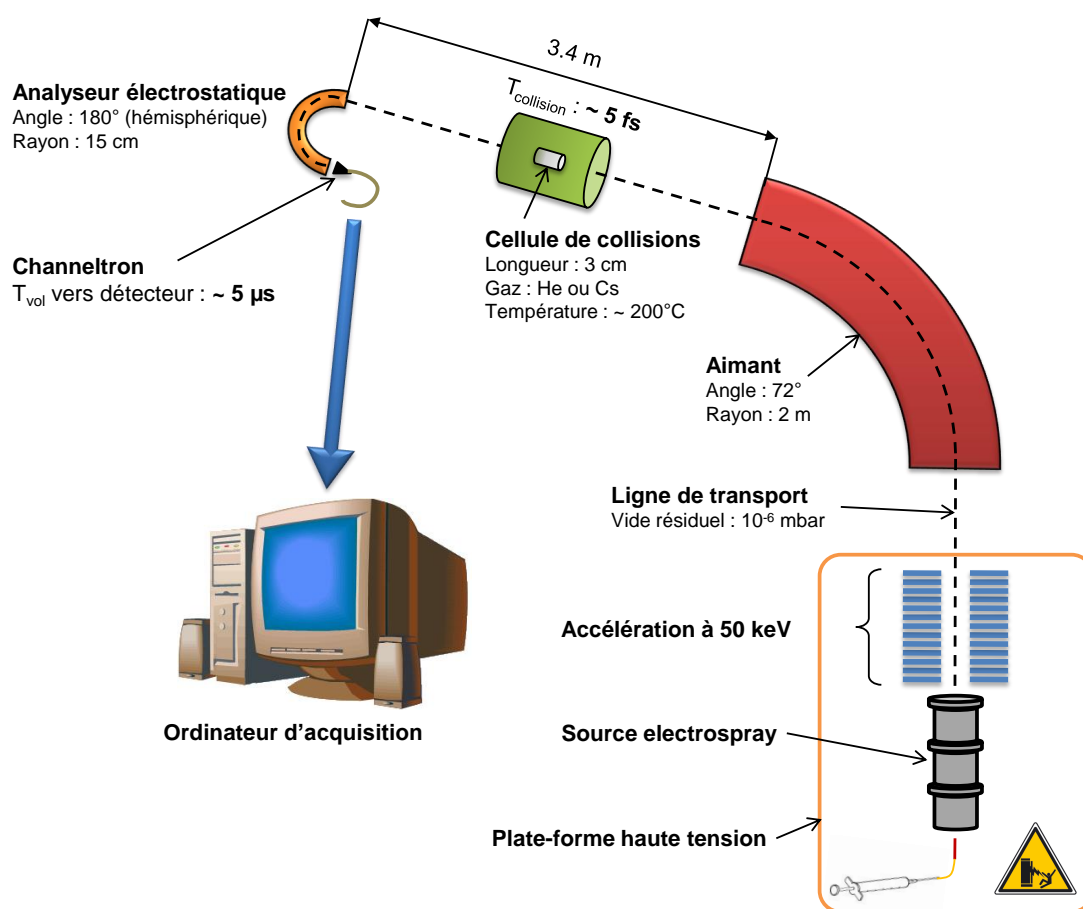 3.4 m
T_collision : ~ 5 fs
Analyseur électrostatique
Angle : 180° (hémisphérique)
Rayon : 15 cm
Channeltron
T_vol vers détecteur : ~ 5 µs
Cellule de collisions
Longueur : 3 cm
Gaz : He ou Cs
Température : ~ 200°C
Aimant
Angle : 72°
Rayon : 2 m
Ligne de transport
Vide résiduel : 10⁻⁶ mbar
Accélération à 50 keV
Source electrospray
Plate-forme haute tension
Ordinateur d’acquisition